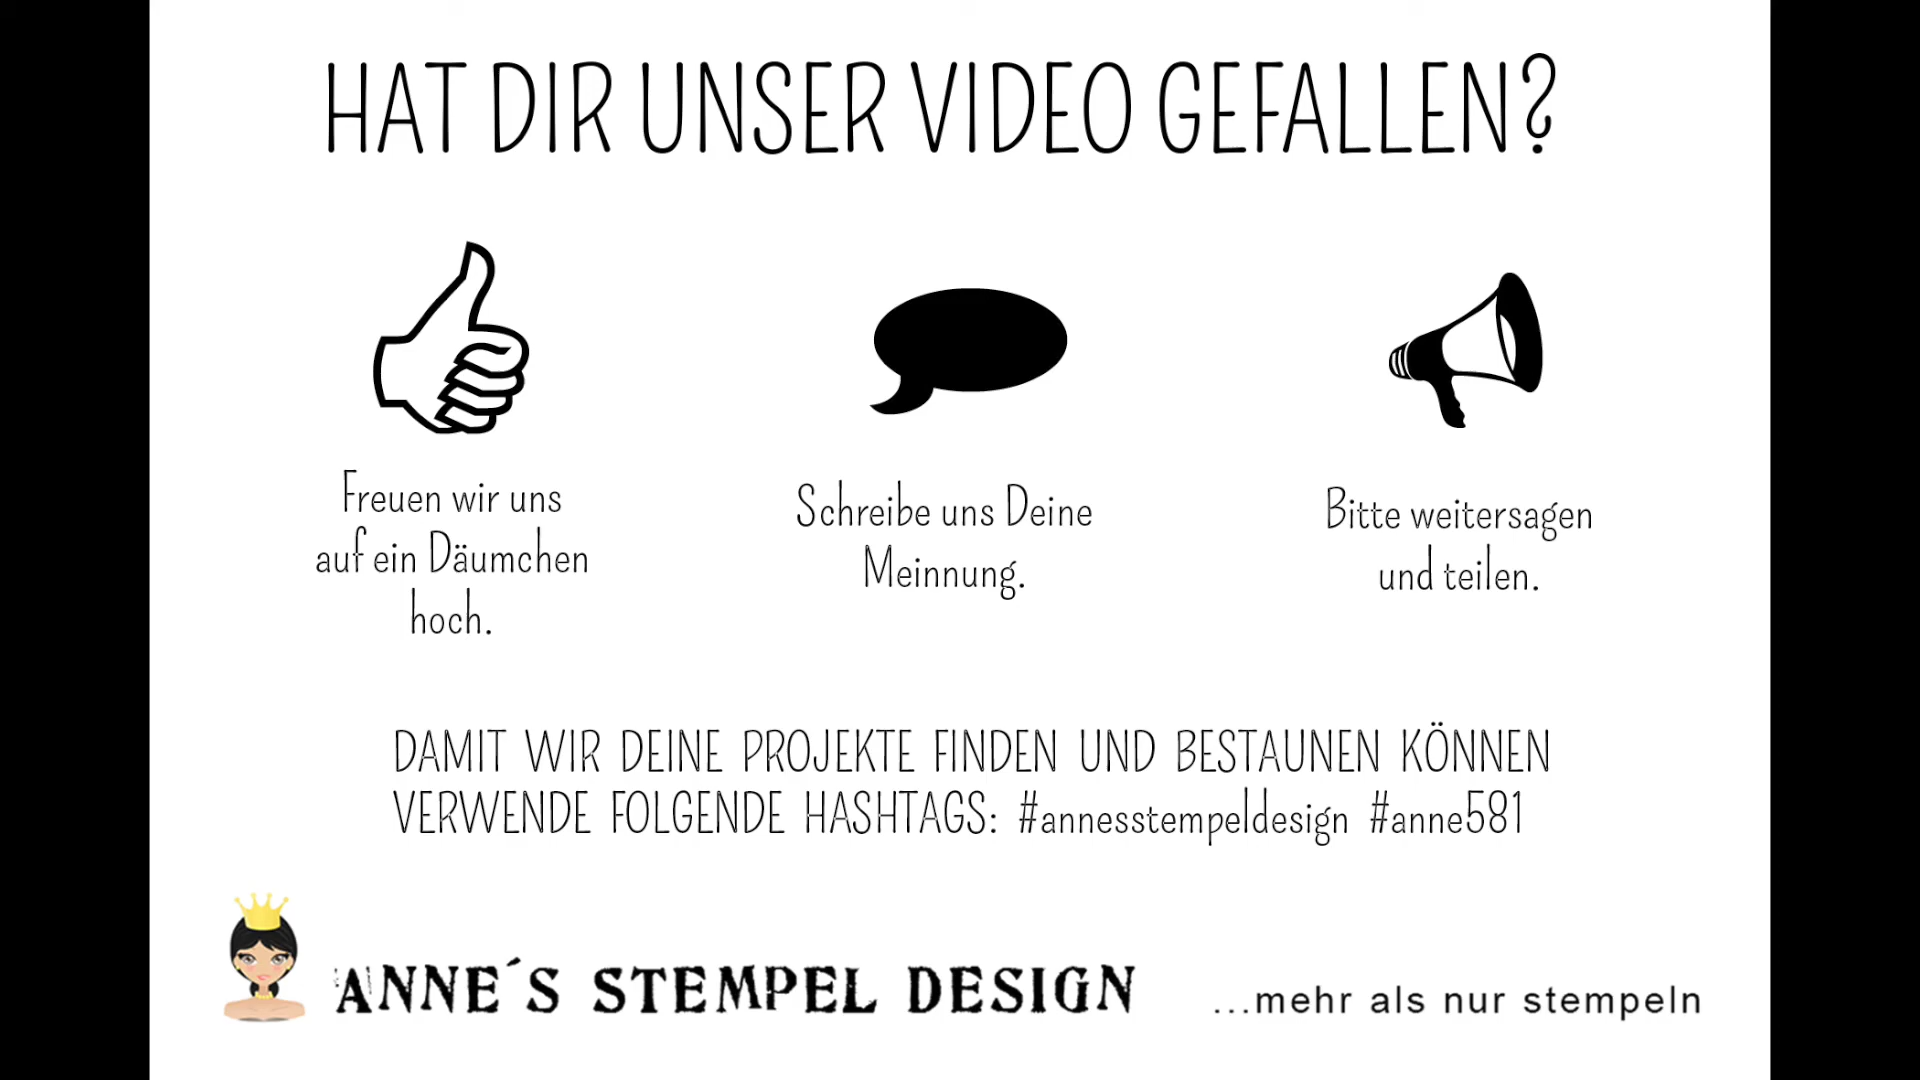 HAT DIR UNSER VIDEO GEFALLEN?
Freuen wir uns
auf ein Däumchen
hoch.
Schreibe uns Deine
Meinnung.
Bitte weitersagen
und teilen.
DAMIT WIR DEINE PROJEKTE FINDEN UND BESTAUNEN KÖNNEN
VERWENDE FOLGENDE HASHTAGS: #annesstempeldesign #anne581
ANNE´S STEMPEL DESIGN
...mehr als nur stempeln